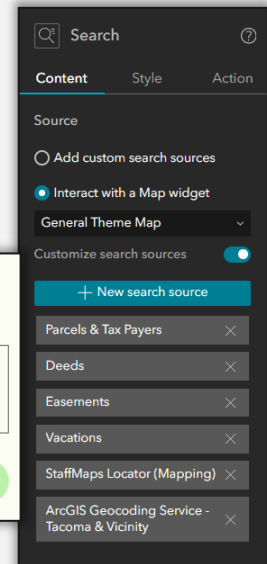 Search
Content Style Action
Source
Add custom search sources
Interact with a Map widget
General Theme Map
Customize search sources
New search source
Parcels & Tax Payers
Deeds
Easements
Vacations
StaffMaps Locator (Mapping)
ArcGIS Geocoding Service -
Tacoma & Vicinity